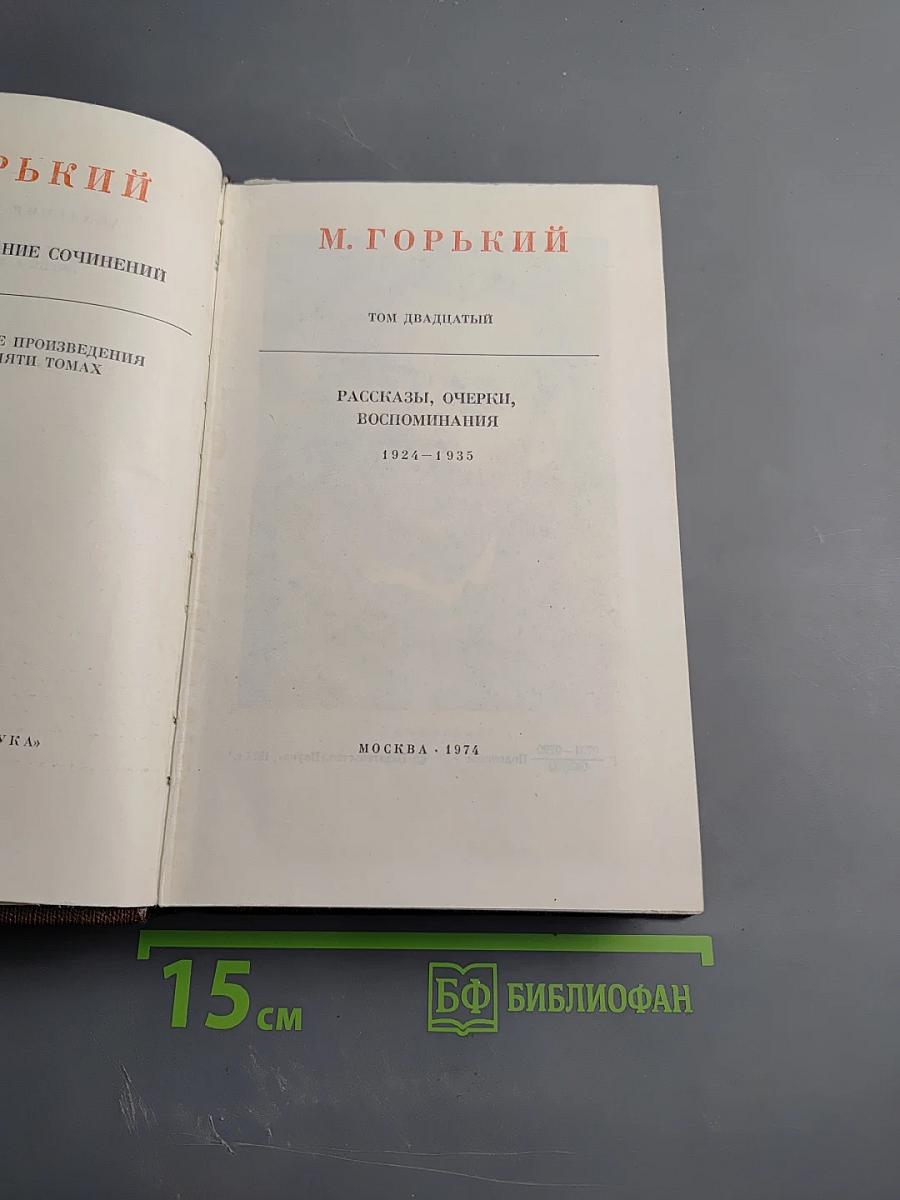 РЬКИЙ
НИЕ СОЧИНЕНИЙ
Е ПРОИЗВЕДЕНИЯ
ПЯТИ ТОМАХ
УКА»
М. ГОРЬКИЙ
ТОМ ДВАДЦАТЫЙ
РАССКАЗЫ, ОЧЕРКИ,
ВОСПОМИНАНИЯ
1924—1935
МОСКВА · 1974
15 см
БФ БИБЛИОФАН